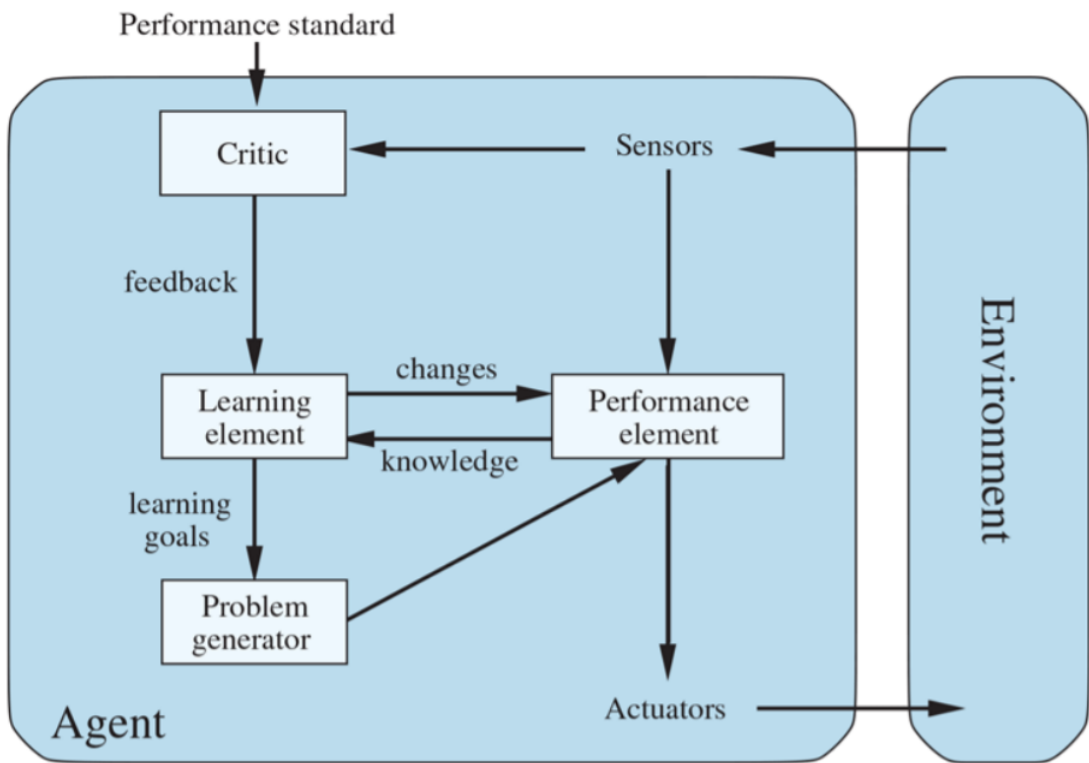 Performance standard
Critic
Sensors
feedback
changes
Learning
element
Performance
element
knowledge
learning
goals
Problem
generator
Agent
Actuators
Environment